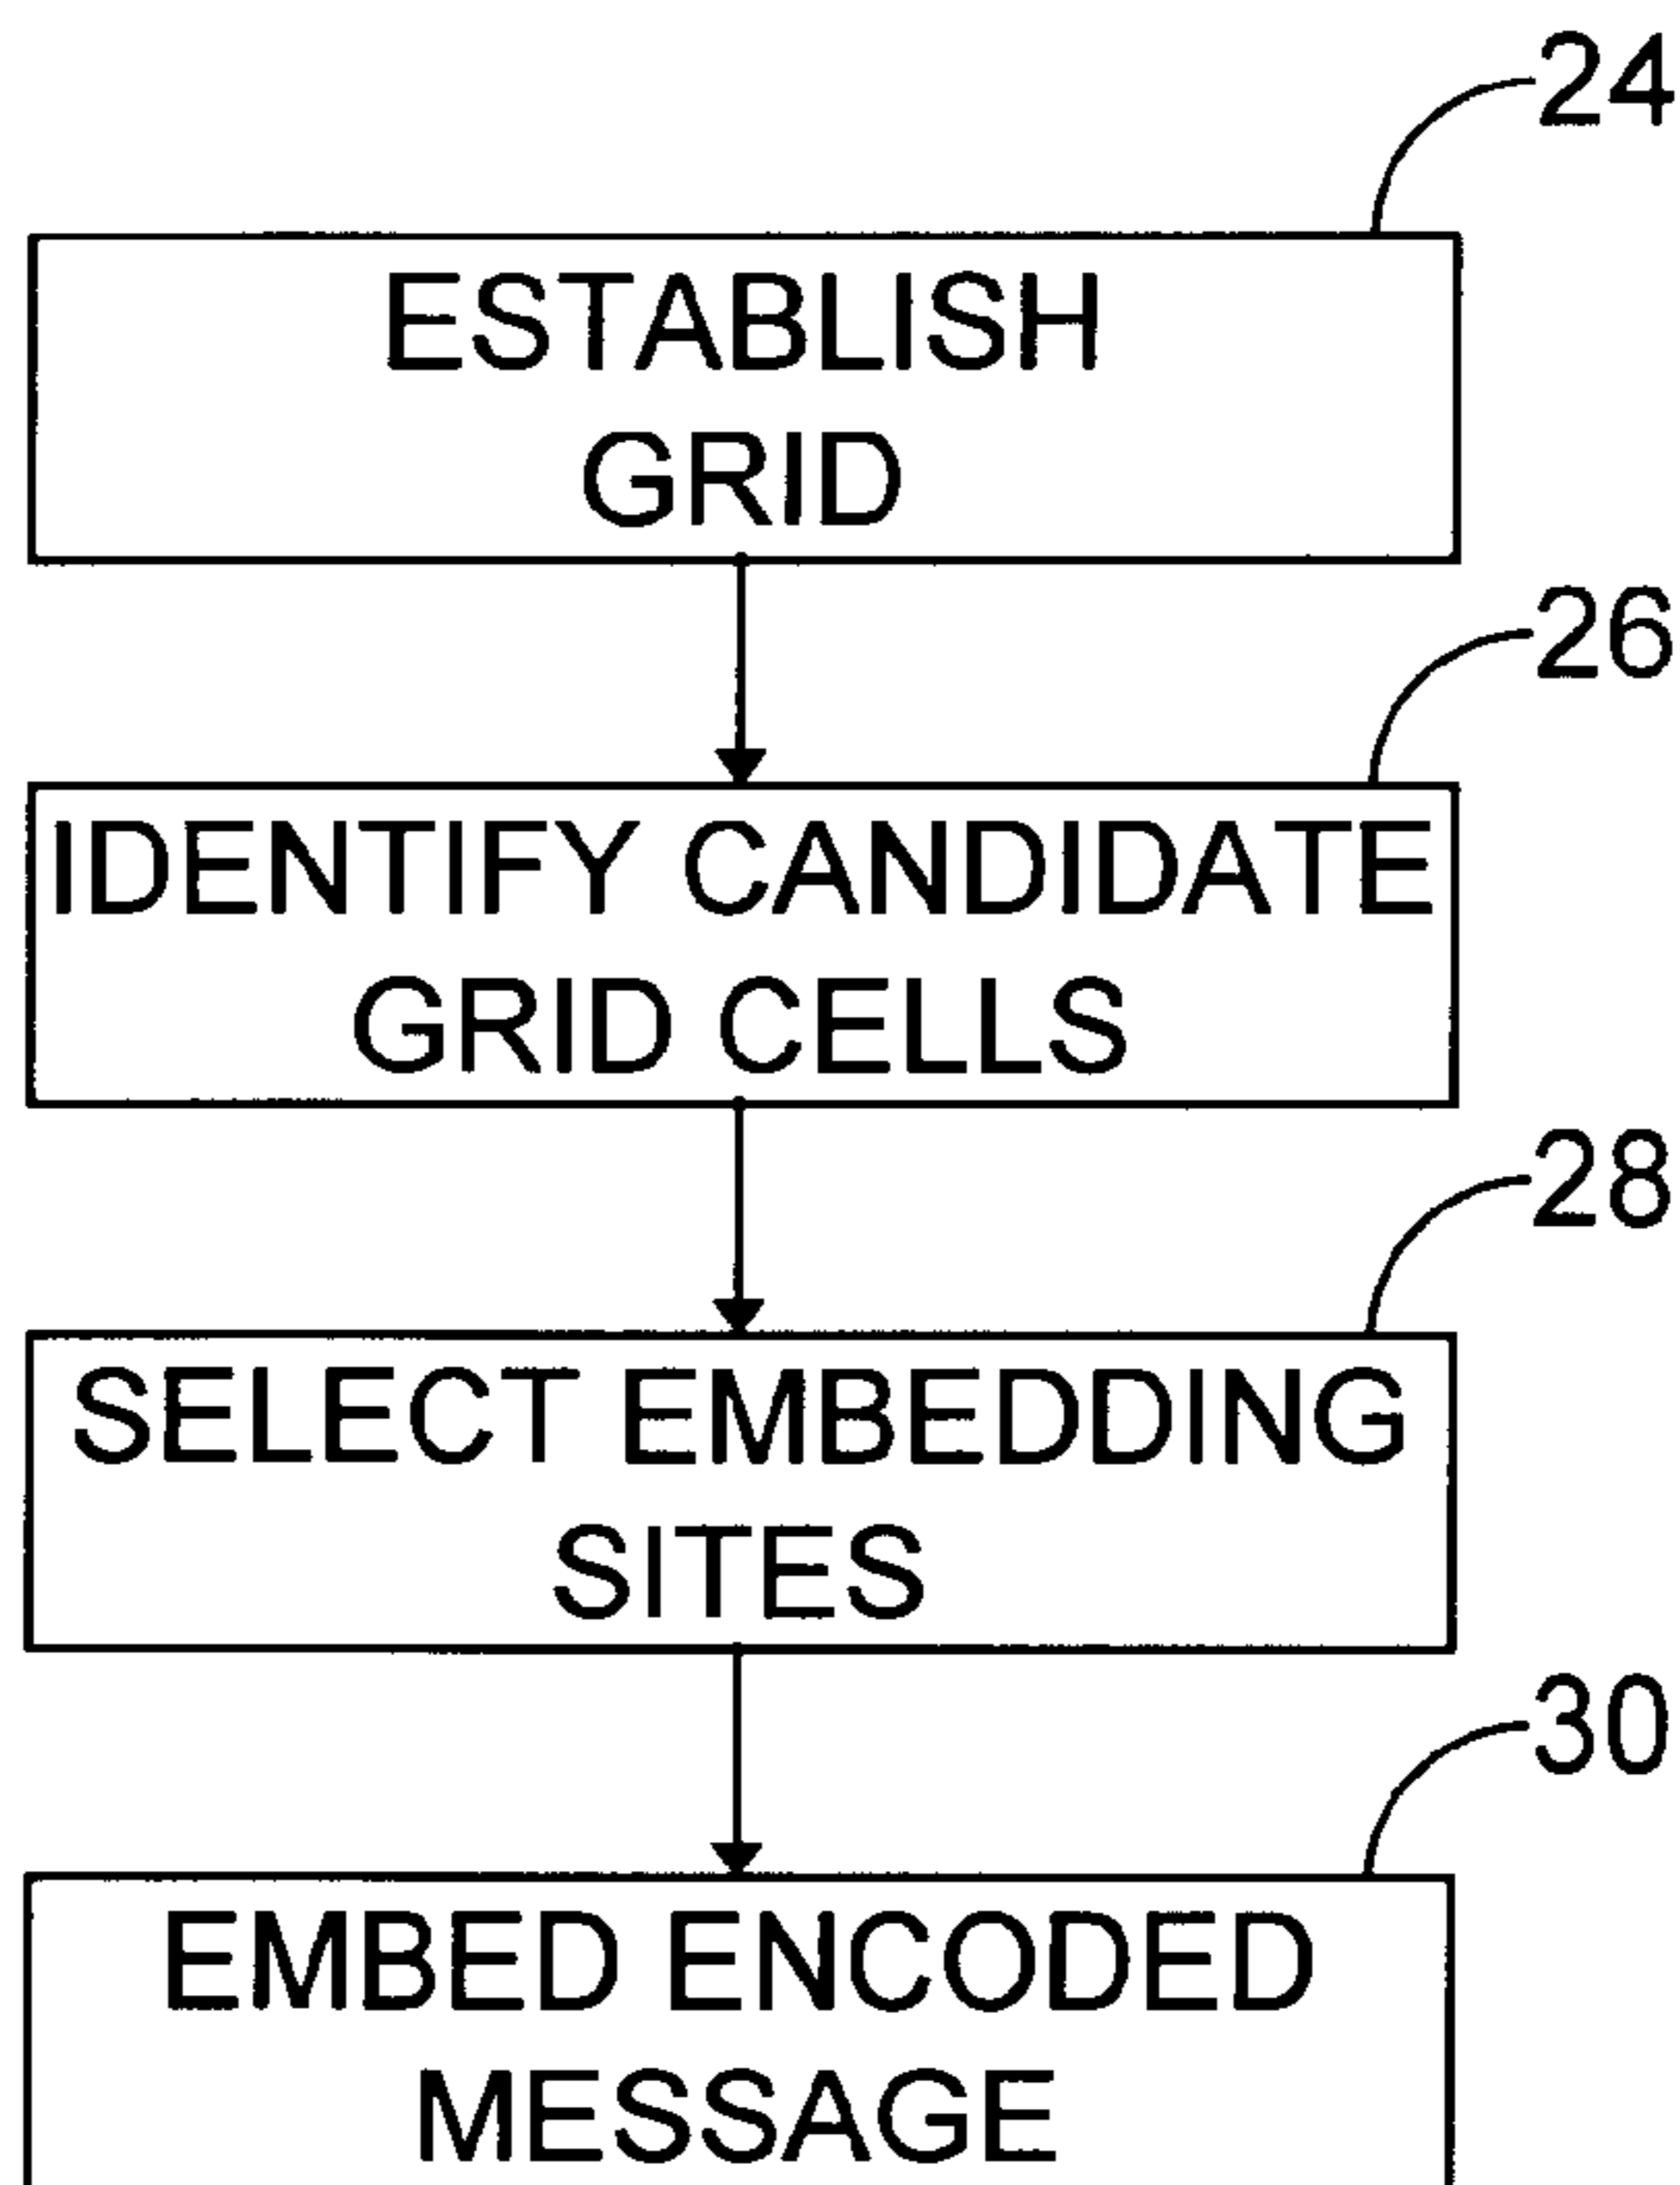 24
ESTABLISH
GRID
26
IDENTIFY CANDIDATE
GRID CELLS
28
SELECT EMBEDDING
SITES
30
EMBED ENCODED
MESSAGE